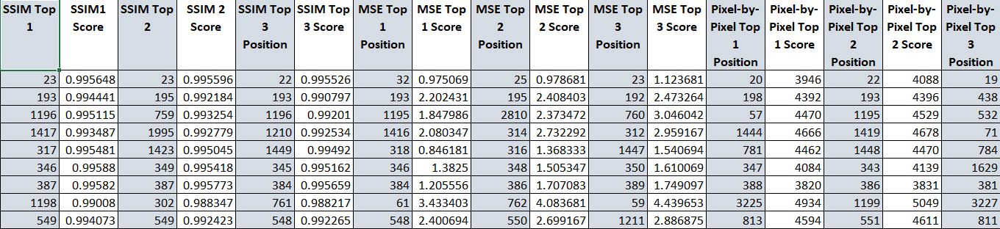 SSIM Top 1 SSIM1 Score SSIM Top 2 SSIM 2 Score SSIM Top 3 Position SSIM Top 3 Score MSE Top 1 Position MSE Top 1 Score MSE Top 2 Position MSE Top 2 Score MSE Top 3 Position MSE Top 3 Score Pixel-by-Pixel Top 1 Position Pixel-by-Pixel Top 1 Score Pixel-by-Pixel Top 2 Position Pixel-by-Pixel Top 2 Score Pixel-by-Pixel Top 3 Position
23 0.995648 23 0.995596 22 0.995526 32 0.975069 25 0.978681 23 1.123681 20 3946 22 4088 19
193 0.994441 195 0.992184 193 0.990797 193 2.202431 195 2.408403 192 2.473264 198 4392 193 4396 438
1196 0.995115 759 0.993254 1196 0.99201 1195 1.847986 2810 2.373472 760 3.046042 57 4470 1195 4529 532
1417 0.993487 1995 0.992779 1210 0.992534 1416 2.080347 314 2.732292 312 2.959167 1444 4666 1419 4678 71
317 0.995481 1423 0.995045 1449 0.99492 318 0.846181 316 1.368333 1447 1.540694 781 4462 1448 4470 784
346 0.99588 349 0.995418 345 0.995162 346 1.3825 348 1.505347 350 1.610069 347 4084 343 4139 1629
387 0.99582 387 0.995773 384 0.995659 384 1.205556 386 1.707083 389 1.749097 388 3820 386 3831 381
1198 0.99008 302 0.988347 761 0.988217 61 3.433403 762 4.083681 59 4.439653 3225 4934 1199 5049 3227
549 0.994073 549 0.992423 548 0.992265 548 2.400694 550 2.699167 1211 2.886875 813 4594 551 4611 811